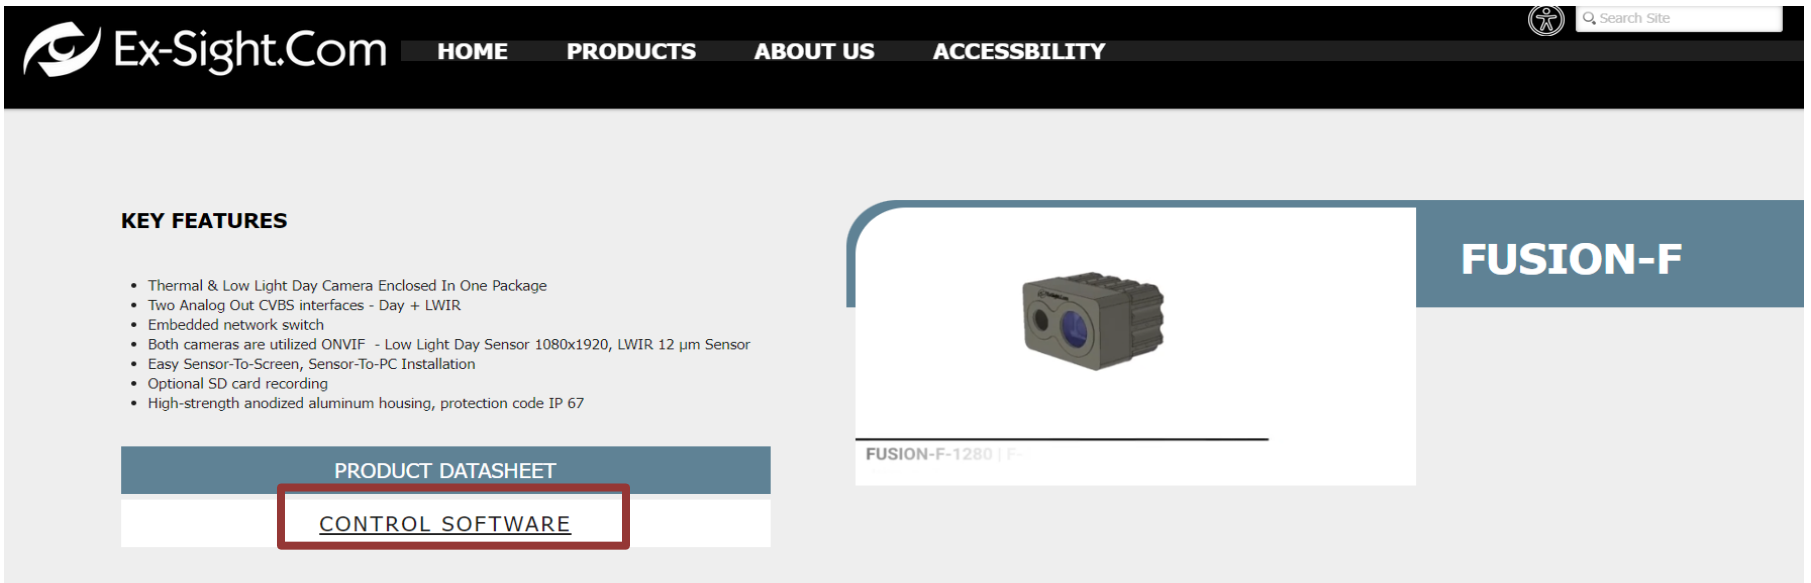 Ex-Sight.Com
HOME PRODUCTS ABOUT US ACCESSBILITY
Search Site
KEY FEATURES
• Thermal & Low Light Day Camera Enclosed In One Package
• Two Analog Out CVBS interfaces - Day + LWIR
• Embedded network switch
• Both cameras are utilized ONVIF - Low Light Day Sensor 1080x1920, LWIR 12 µm Sensor
• Easy Sensor-To-Screen, Sensor-To-PC Installation
• Optional SD card recording
• High-strength anodized aluminum housing, protection code IP 67
PRODUCT DATASHEET
CONTROL SOFTWARE
FUSION-F
FUSION-F-1280 | F-